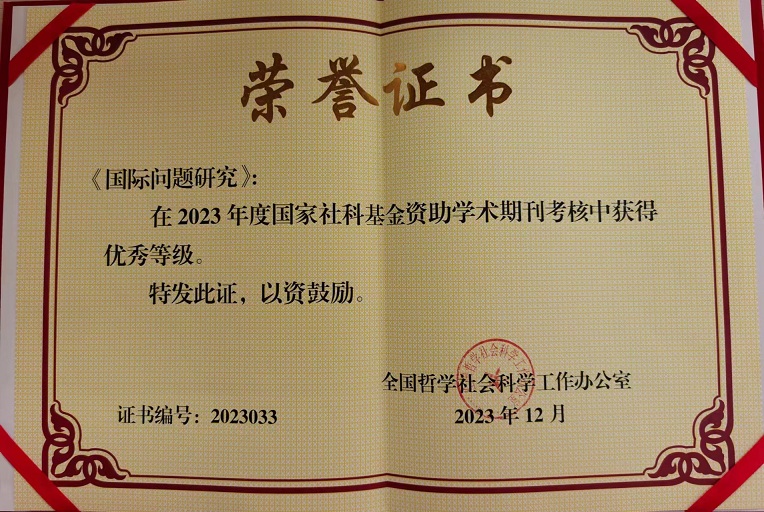 荣誉证书
《国际问题研究》：
在2023年度国家社科基金资助学术期刊考核中获得
优秀等级。
特发此证，以资鼓励。
全国哲学社会科学工作办公室
证书编号：2023033
2023年12月